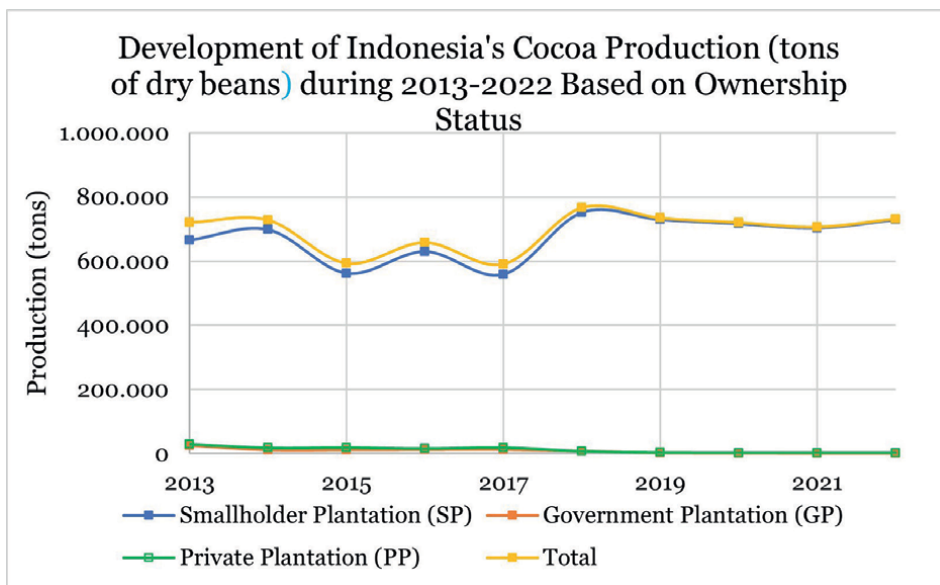 Development of Indonesia's Cocoa Production (tons
of dry beans) during 2013-2022 Based on Ownership
Status
Production (tons)
1.000.000
800.000
600.000
400.000
200.000
0
2013 2015 2017 2019 2021
Smallholder Plantation (SP) Government Plantation (GP)
Private Plantation (PP) Total